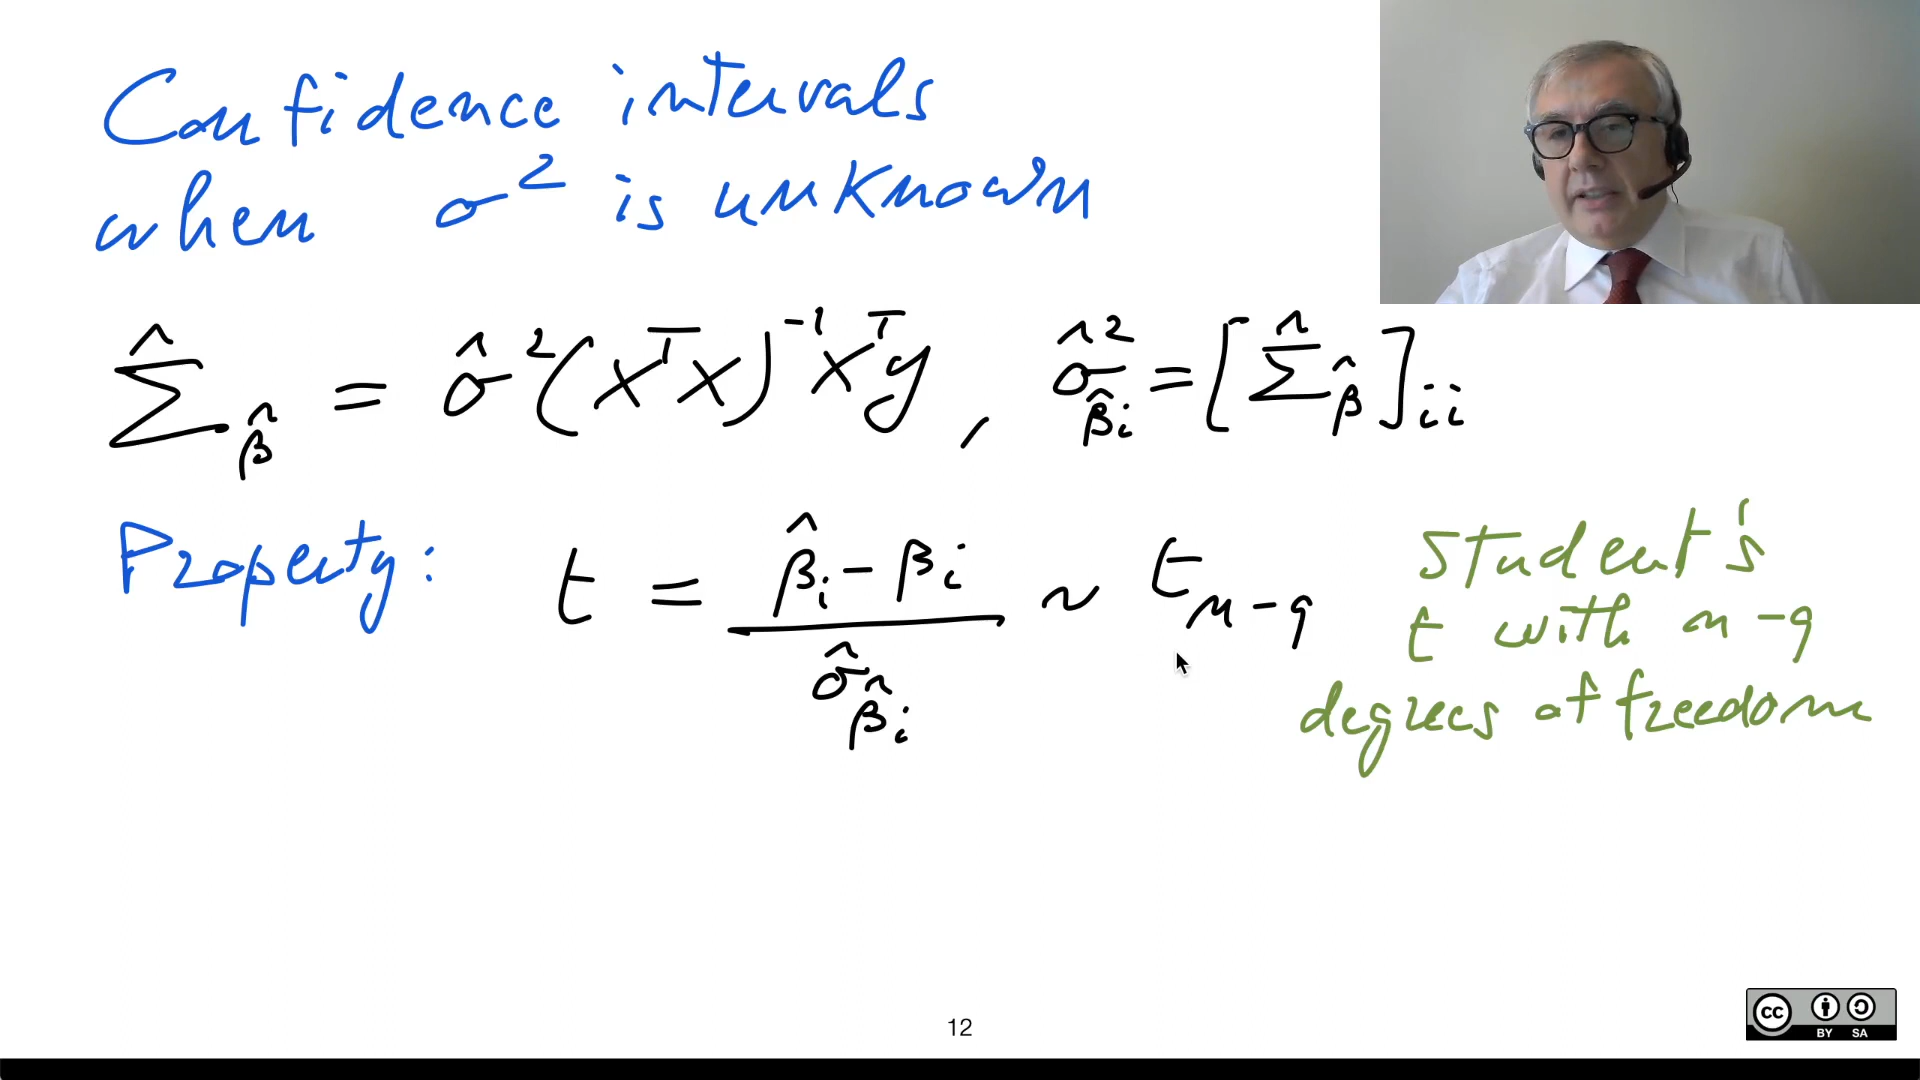 Confidence intervals
when σ² is unknown
Σ̂_β̂ = σ̂²(XᵀX)⁻¹Xᵀy , σ̂²_β̂i = [Σ̂_β̂]ii
Property: t = (β̂i − βi) / σ̂_β̂i ~ t_n−q
Student's
t with n−q
degrees of freedom
12
cc BY SA